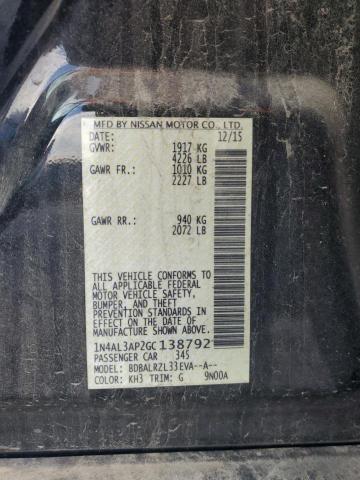 MFD BY NISSAN MOTOR CO., LTD.
DATE: 12/15
GVWR: 1917 KG
4226 LB
GAWR FR.: 1010 KG
2227 LB
GAWR RR.: 940 KG
2072 LB
THIS VEHICLE CONFORMS TO
ALL APPLICABLE FEDERAL
MOTOR VEHICLE SAFETY,
BUMPER, AND THEFT
PREVENTION STANDARDS
IN EFFECT ON THE DATE OF
MANUFACTURE SHOWN ABOVE.
1N4AL3AP2GC138792
PASSENGER CAR 345
MODEL: BDBALRZL33EVA--A--
COLOR: KH3 TRIM: G 9N00A